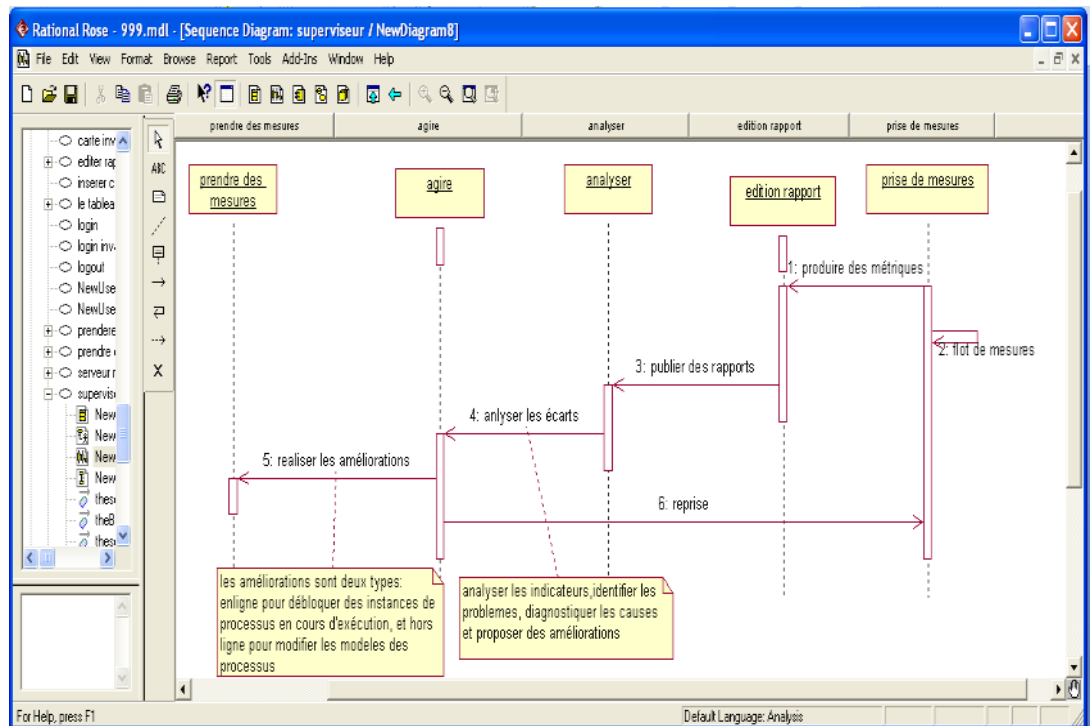 Rational Rose - 999.mdl - [Sequence Diagram: superviseur / NewDiagram8]
File Edit View Format Browse Report Tools Add-Ins Window Help
prendre des mesures agire analyser edition rapport prise de mesures
carte inv
editer rap
inserer c
le tablea
login
login inv.
logout
NewUse
NewUse
prendere
prendre
serveur r
supervise
New
New
New
New
these
theB
these
ABC
prendre des
mesures
agire
analyser
edition rapport
prise de mesures
1: produire des métriques
2: flot de mesures
3: publier des rapports
4: anlyser les écarts
5: realiser les améliorations
6: reprise
les améliorations sont deux types:
enligne pour débloquer des instances de
processus en cours d'exécution, et hors
ligne pour modifier les modeles des
processus
analyser les indicateurs,identifier les
problemes, diagnostiquer les causes
et proposer des améliorations
For Help, press F1
Default Language: Analysis